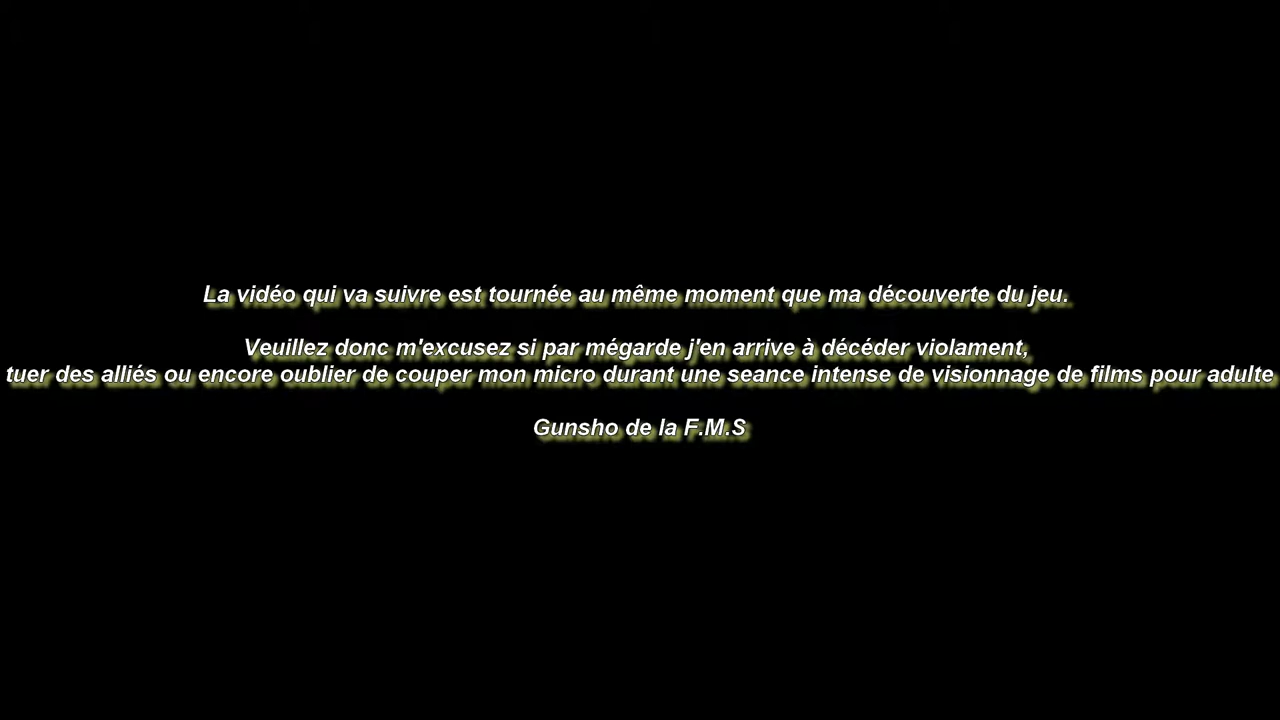 La vidéo qui va suivre est tournée au même moment que ma découverte du jeu.
Veuillez donc m'excusez si par mégarde j'en arrive à décéder violament,
tuer des alliés ou encore oublier de couper mon micro durant une seance intense de visionnage de films pour adulte
Gunsho de la F.M.S